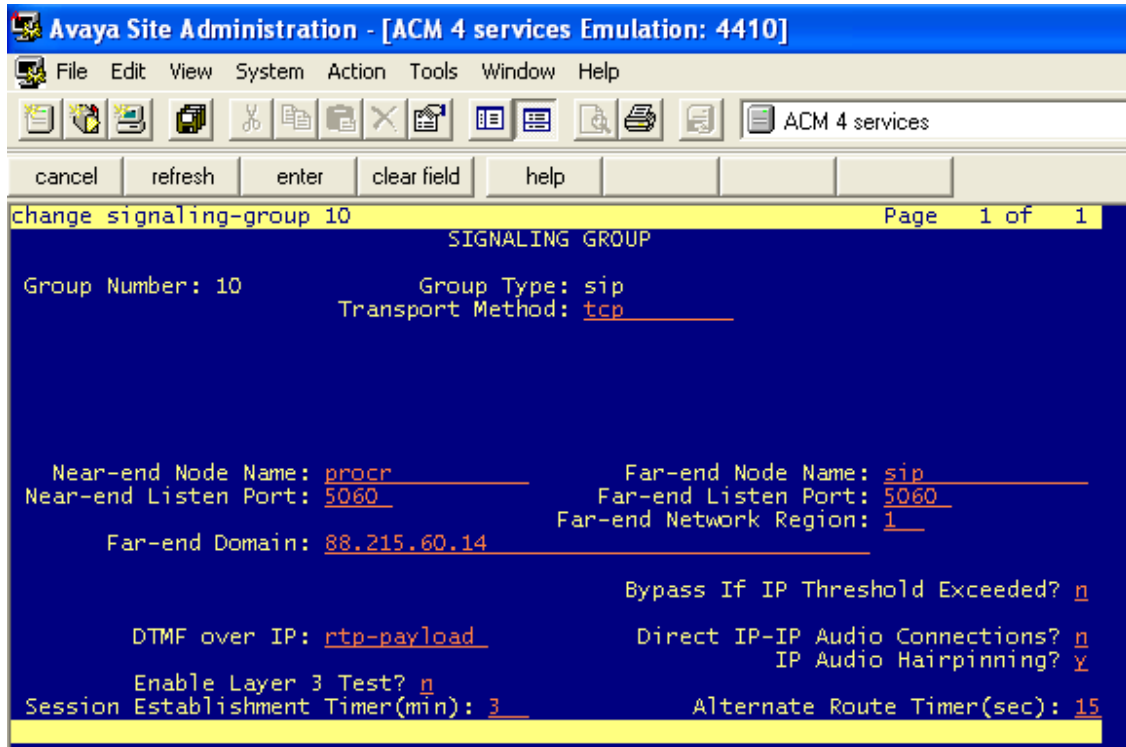 Avaya Site Administration - [ACM 4 services Emulation: 4410]
File Edit View System Action Tools Window Help
ACM 4 services
cancel refresh enter clear field help
change signaling-group 10 Page 1 of 1
SIGNALING GROUP
Group Number: 10 Group Type: sip
Transport Method: tcp
Near-end Node Name: procr Far-end Node Name: sip
Near-end Listen Port: 5060 Far-end Listen Port: 5060
Far-end Network Region: 1
Far-end Domain: 88.215.60.14
Bypass If IP Threshold Exceeded? n
DTMF over IP: rtp-payload Direct IP-IP Audio Connections? n
IP Audio Hairpinning? y
Enable Layer 3 Test? n
Session Establishment Timer(min): 3 Alternate Route Timer(sec): 15